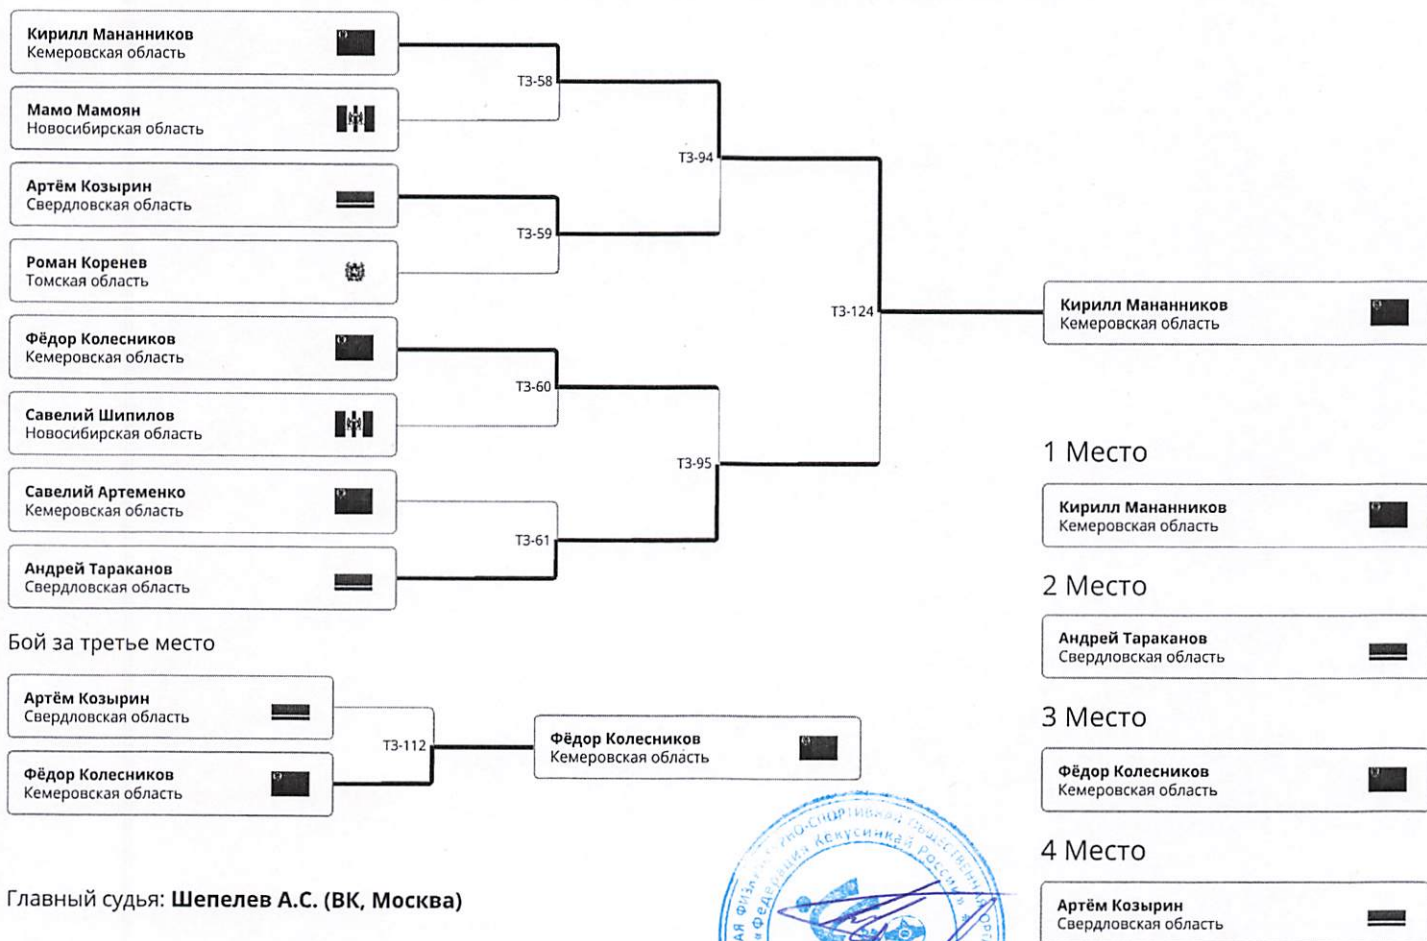 Кирилл Мананников
Кемеровская область
Мамо Мамоян
Новосибирская область
Т3-58
Артём Козырин
Свердловская область
Роман Коренев
Томская область
Т3-59
Т3-94
Фёдор Колесников
Кемеровская область
Савелий Шипилов
Новосибирская область
Т3-60
Савелий Артеменко
Кемеровская область
Андрей Тараканов
Свердловская область
Т3-61
Т3-95
Т3-124
Кирилл Мананников
Кемеровская область
Бой за третье место
Артём Козырин
Свердловская область
Фёдор Колесников
Кемеровская область
Т3-112
Фёдор Колесников
Кемеровская область
1 Место
Кирилл Мананников
Кемеровская область
2 Место
Андрей Тараканов
Свердловская область
3 Место
Фёдор Колесников
Кемеровская область
4 Место
Артём Козырин
Свердловская область
Главный судья: Шепелев А.С. (ВК, Москва)
«Федерация Кекусинкай России»